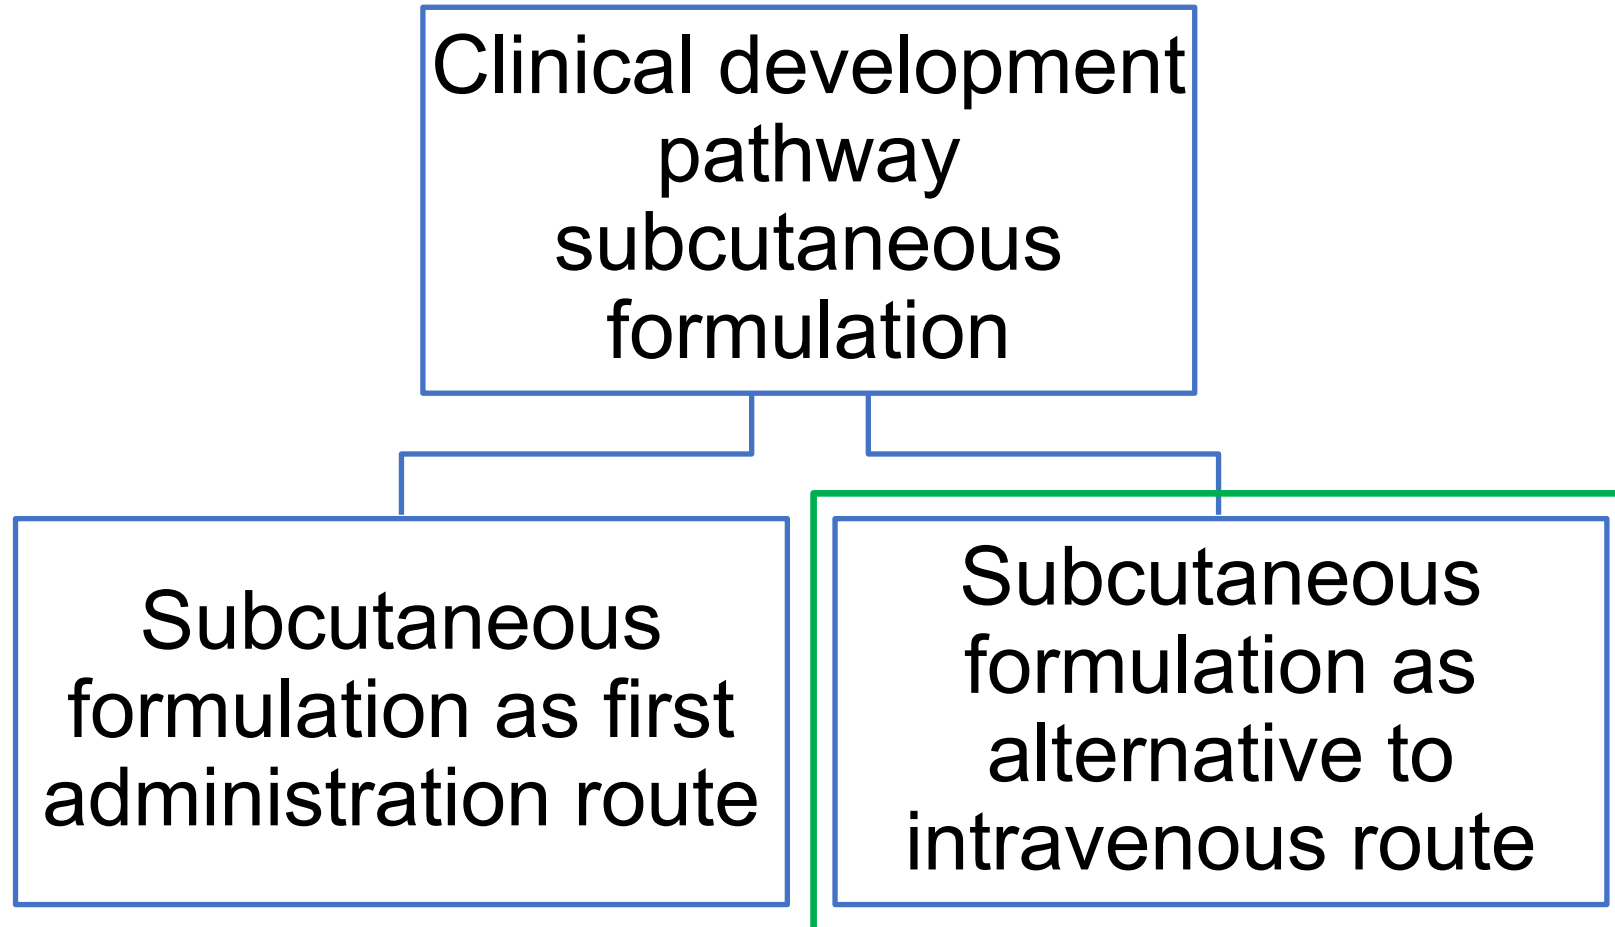 Clinical development
pathway
subcutaneous
formulation
Subcutaneous
formulation as first
administration route
Subcutaneous
formulation as
alternative to
intravenous route